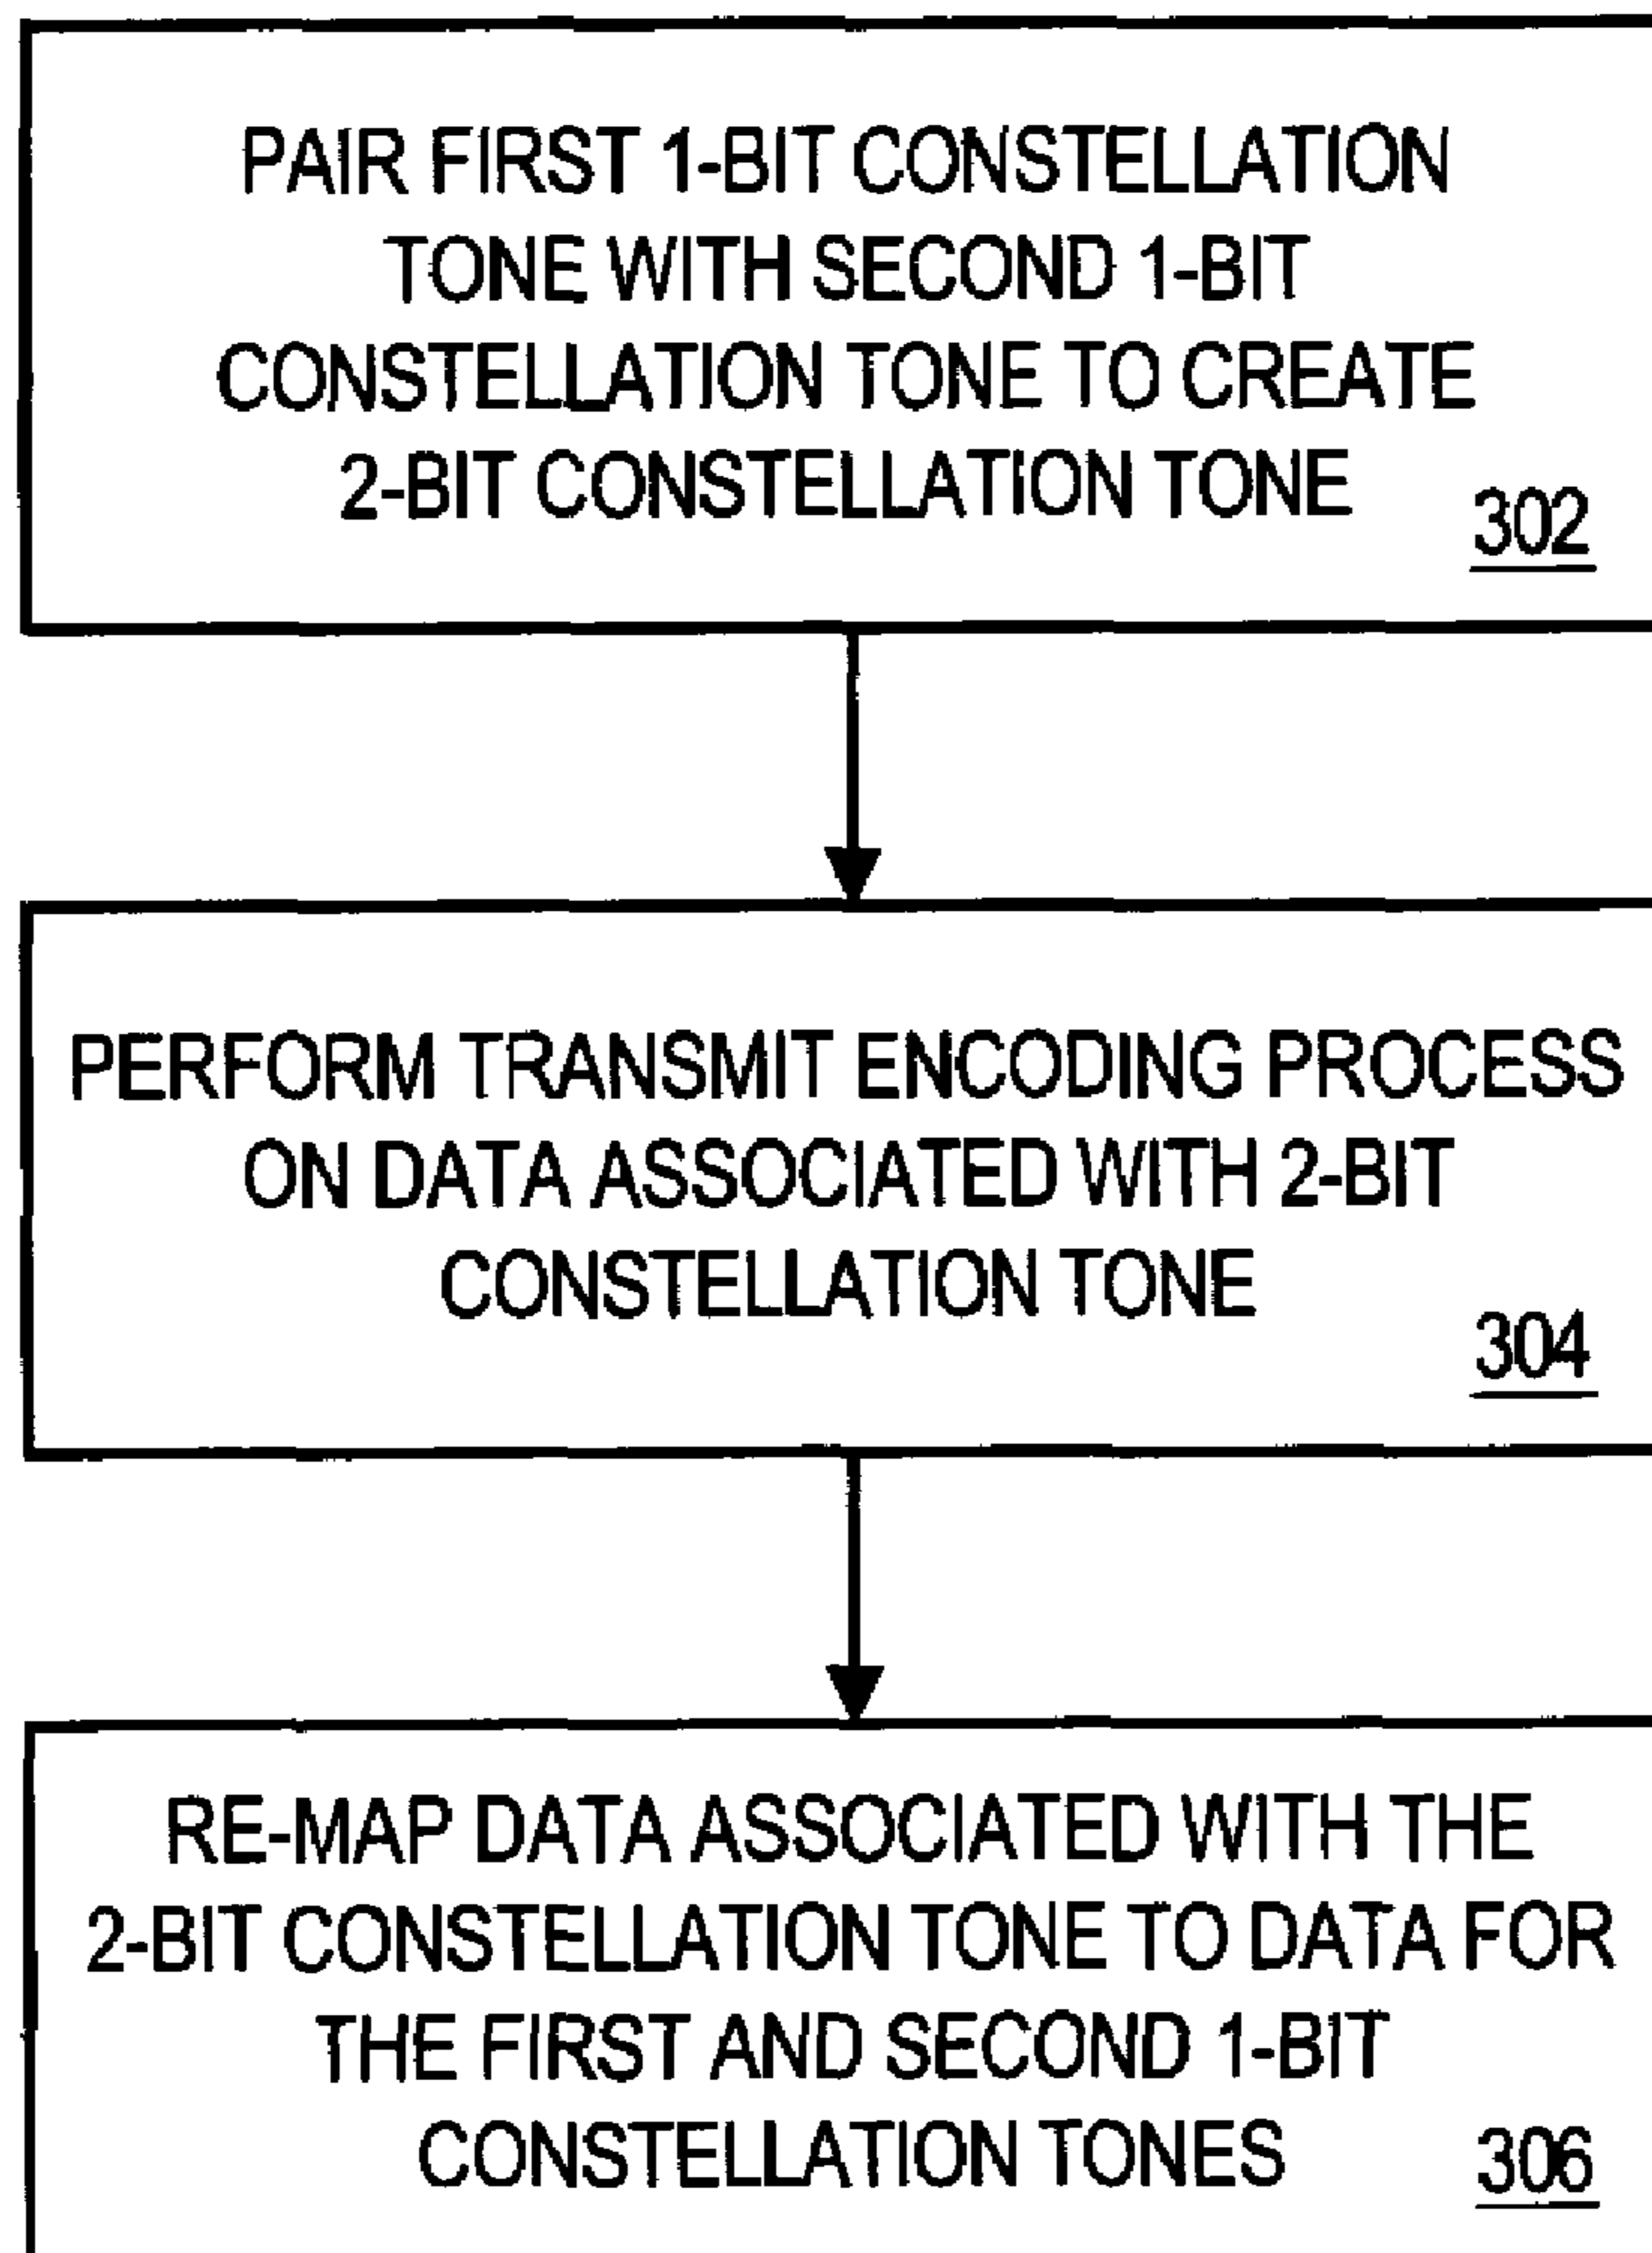 PAIR FIRST 1-BIT CONSTELLATION
TONE WITH SECOND 1-BIT
CONSTELLATION TONE TO CREATE
2-BIT CONSTELLATION TONE
302
PERFORM TRANSMIT ENCODING PROCESS
ON DATA ASSOCIATED WITH 2-BIT
CONSTELLATION TONE
304
RE-MAP DATA ASSOCIATED WITH THE
2-BIT CONSTELLATION TONE TO DATA FOR
THE FIRST AND SECOND 1-BIT
CONSTELLATION TONES
306